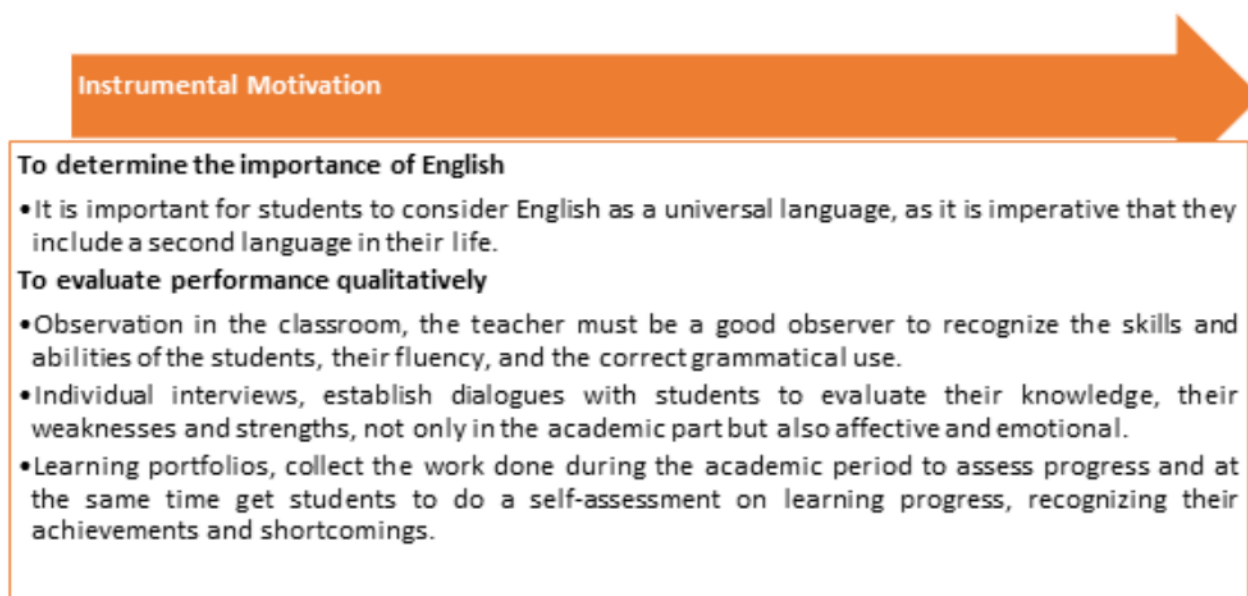 Instrumental Motivation
To determine the importance of English
•It is important for students to consider English as a universal language, as it is imperative that they
include a second language in their life.
To evaluate performance qualitatively
•Observation in the classroom, the teacher must be a good observer to recognize the skills and
abilities of the students, their fluency, and the correct grammatical use.
•Individual interviews, establish dialogues with students to evaluate their knowledge, their
weaknesses and strengths, not only in the academic part but also affective and emotional.
•Learning portfolios, collect the work done during the academic period to assess progress and at
the same time get students to do a self-assessment on learning progress, recognizing their
achievements and shortcomings.